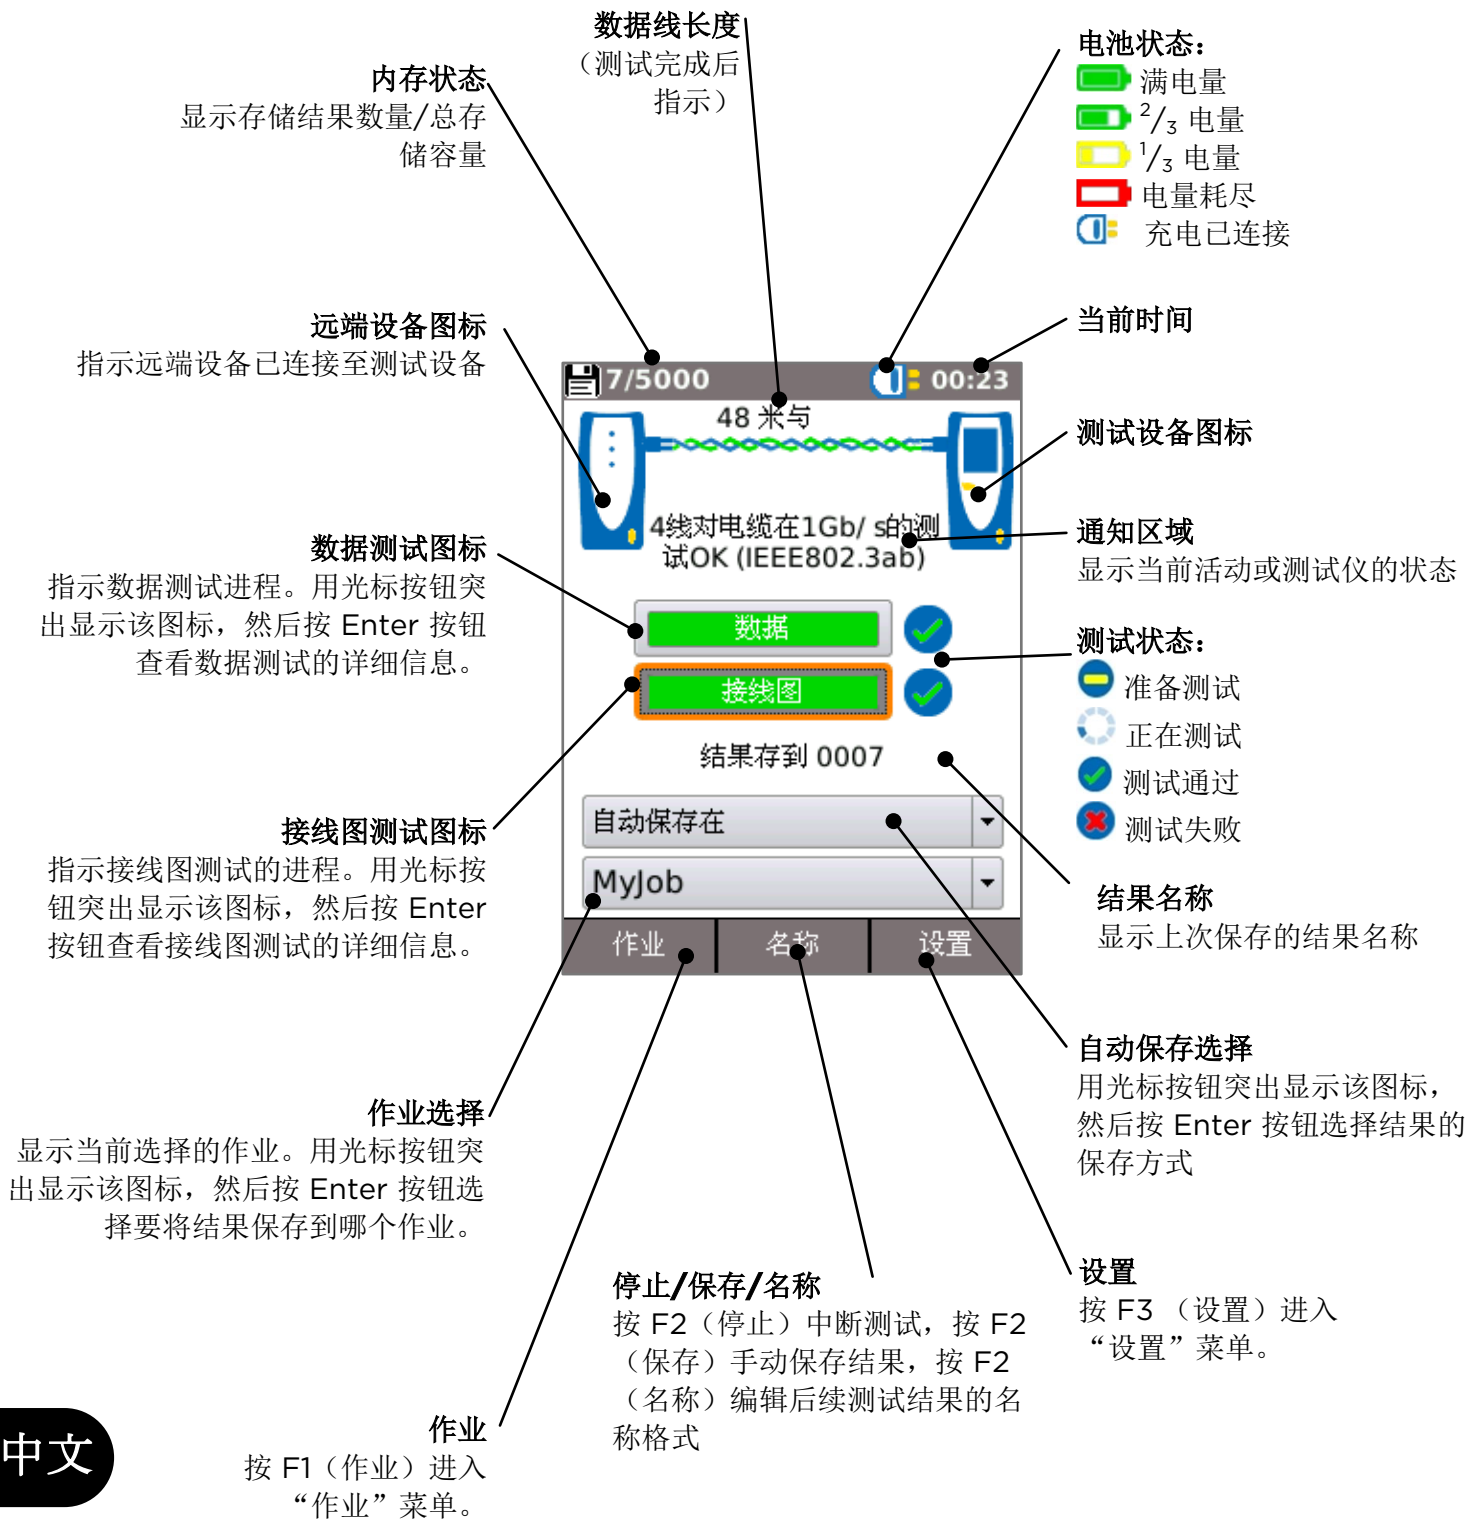 数据线长度
（测试完成后
指示）
内存状态
显示存储结果数量/总存
储容量
电池状态：
满电量
2/3 电量
1/3 电量
电量耗尽
充电已连接
远端设备图标
指示远端设备已连接至测试设备
当前时间
7/5000
00:23
48 米与
测试设备图标
4线对电缆在1Gb/ s的测
试OK (IEEE802.3ab)
通知区域
显示当前活动或测试仪的状态
数据测试图标
指示数据测试进程。用光标按钮突
出显示该图标，然后按 Enter 按钮
查看数据测试的详细信息。
数据
接线图
测试状态：
准备测试
正在测试
测试通过
测试失败
结果存到 0007
接线图测试图标
指示接线图测试的进程。用光标按
钮突出显示该图标，然后按 Enter
按钮查看接线图测试的详细信息。
自动保存在
MyJob
作业
名称
设置
结果名称
显示上次保存的结果名称
自动保存选择
用光标按钮突出显示该图标，
然后按 Enter 按钮选择结果的
保存方式
作业选择
显示当前选择的作业。用光标按钮突
出显示该图标，然后按 Enter 按钮选
择要将结果保存到哪个作业。
停止/保存/名称
按 F2（停止）中断测试，按 F2
（保存）手动保存结果，按 F2
（名称）编辑后续测试结果的名
称格式
设置
按 F3 （设置）进入
“设置”菜单。
作业
按 F1（作业）进入
“作业”菜单。
中文